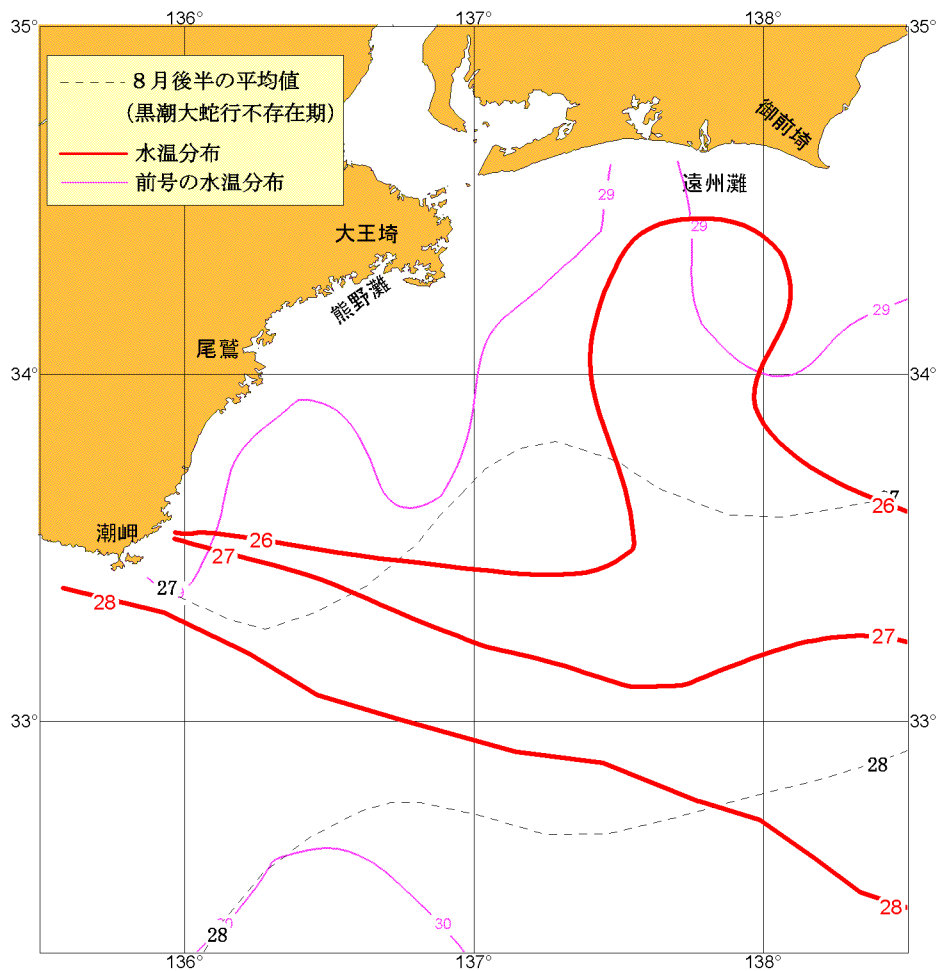 136°
137°
138°
35°
35°
８月後半の平均値
（黒潮大蛇行不存在期）
水温分布
前号の水温分布
御前埼
29
遠州灘
大王埼
29
熊野灘
29
尾鷲
34°
34°
26
潮岬
26
27
27
28
27
33°
33°
28
28
30
28
136°
137°
138°